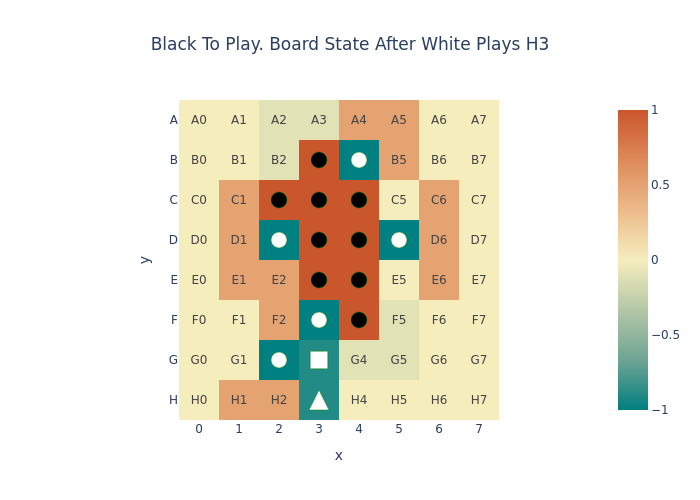 Black To Play. Board State After White Plays H3
A A0 A1 A2 A3 A4 A5 A6 A7
B B0 B1 B2 B5 B6 B7
C C0 C1 C5 C6 C7
D D0 D1 D6 D7
E E0 E1 E2 E5 E6 E7
F F0 F1 F2 F5 F6 F7
G G0 G1 G4 G5 G6 G7
H H0 H1 H2 H4 H5 H6 H7
0 1 2 3 4 5 6 7
x
y
1
0.5
0
−0.5
−1